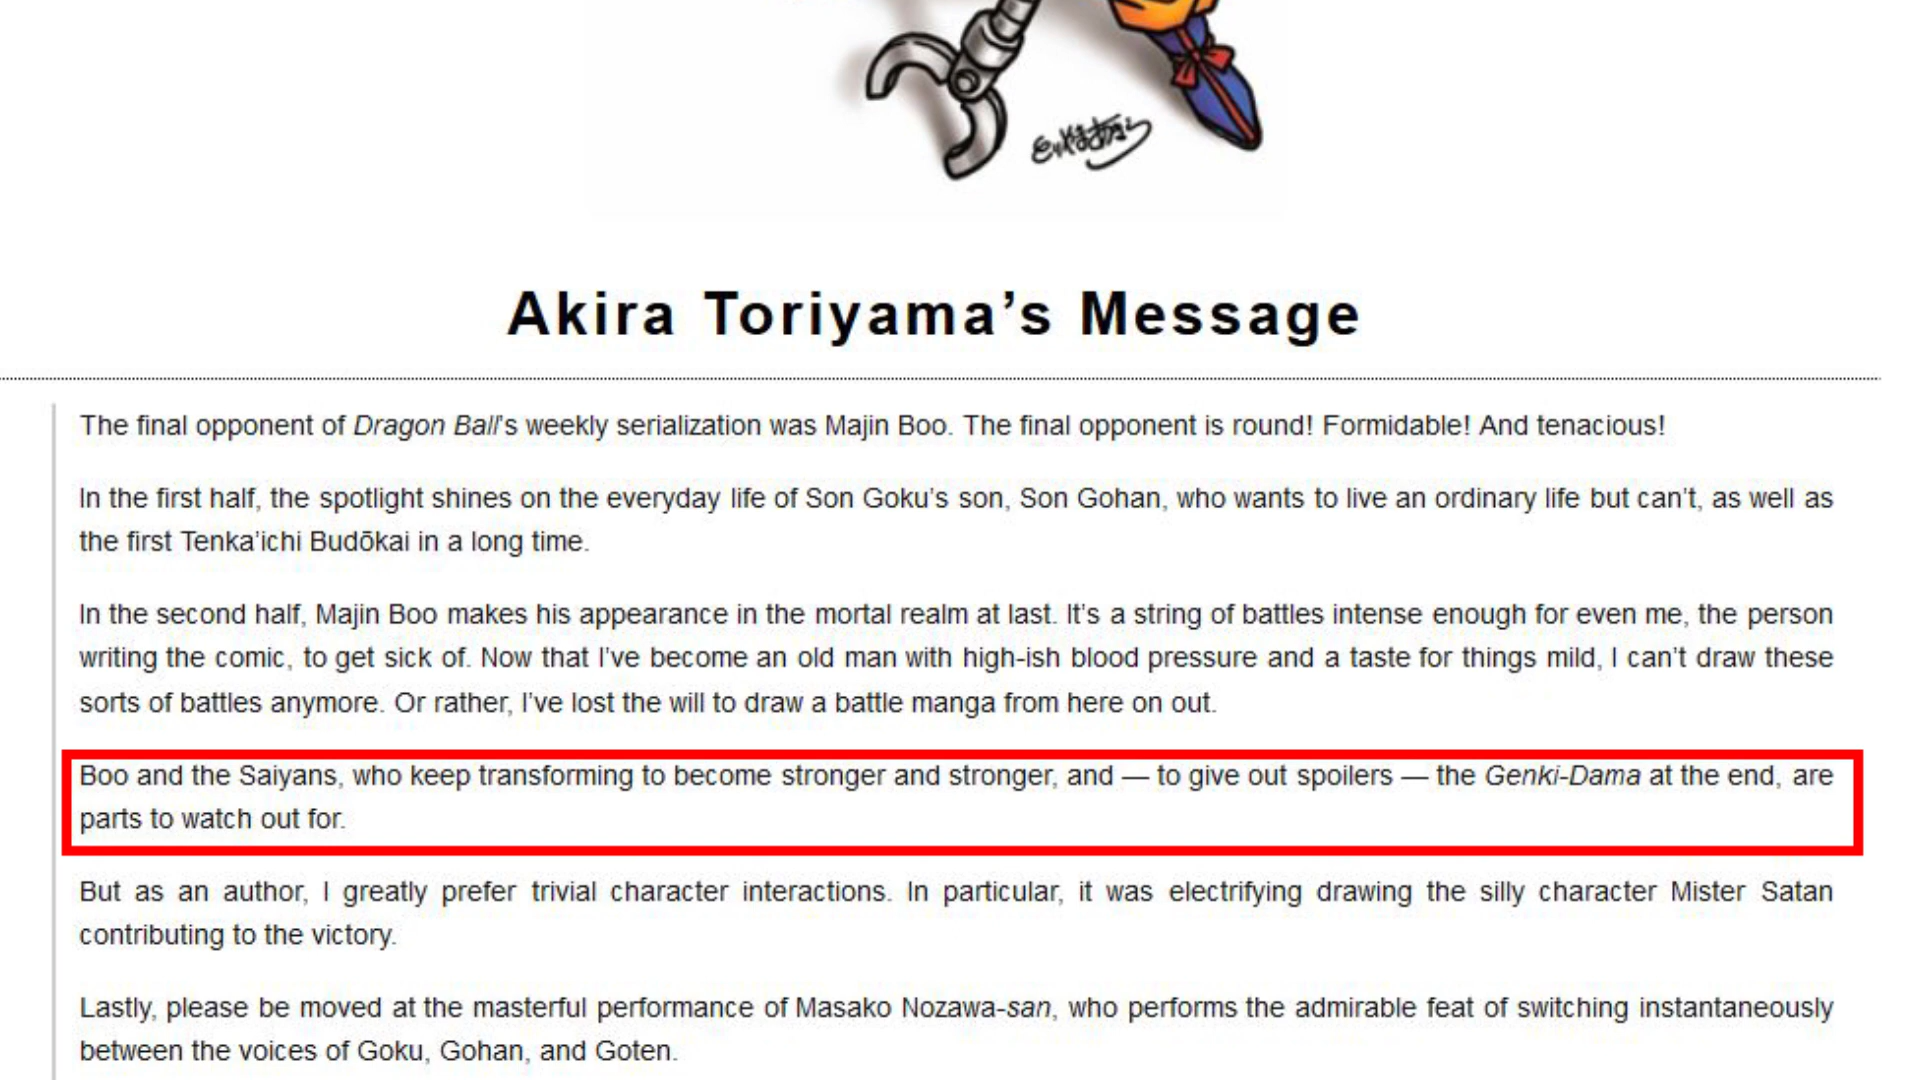 Akira Toriyama’s Message
The final opponent of Dragon Ball's weekly serialization was Majin Boo. The final opponent is round! Formidable! And tenacious!
In the first half, the spotlight shines on the everyday life of Son Goku’s son, Son Gohan, who wants to live an ordinary life but can’t, as well as
the first Tenka’ichi Budōkai in a long time.
In the second half, Majin Boo makes his appearance in the mortal realm at last. It’s a string of battles intense enough for even me, the person
writing the comic, to get sick of. Now that I’ve become an old man with high-ish blood pressure and a taste for things mild, I can’t draw these
sorts of battles anymore. Or rather, I’ve lost the will to draw a battle manga from here on out.
Boo and the Saiyans, who keep transforming to become stronger and stronger, and — to give out spoilers — the Genki-Dama at the end, are
parts to watch out for.
But as an author, I greatly prefer trivial character interactions. In particular, it was electrifying drawing the silly character Mister Satan
contributing to the victory.
Lastly, please be moved at the masterful performance of Masako Nozawa-san, who performs the admirable feat of switching instantaneously
between the voices of Goku, Gohan, and Goten.